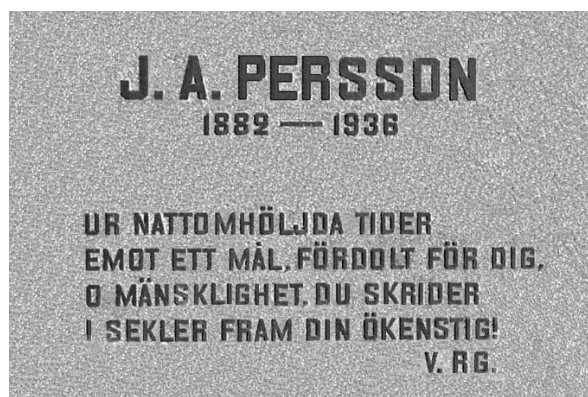 J. A. PERSSON
1882 — 1936
UR NATTOMHÖLJDA TIDER
EMOT ETT MÅL, FÖRDOLT FÖR DIG,
O MÄNSKLIGHET, DU SKRIDER
I SEKLER FRAM DIN ÖKENSTIG!
V. RG.